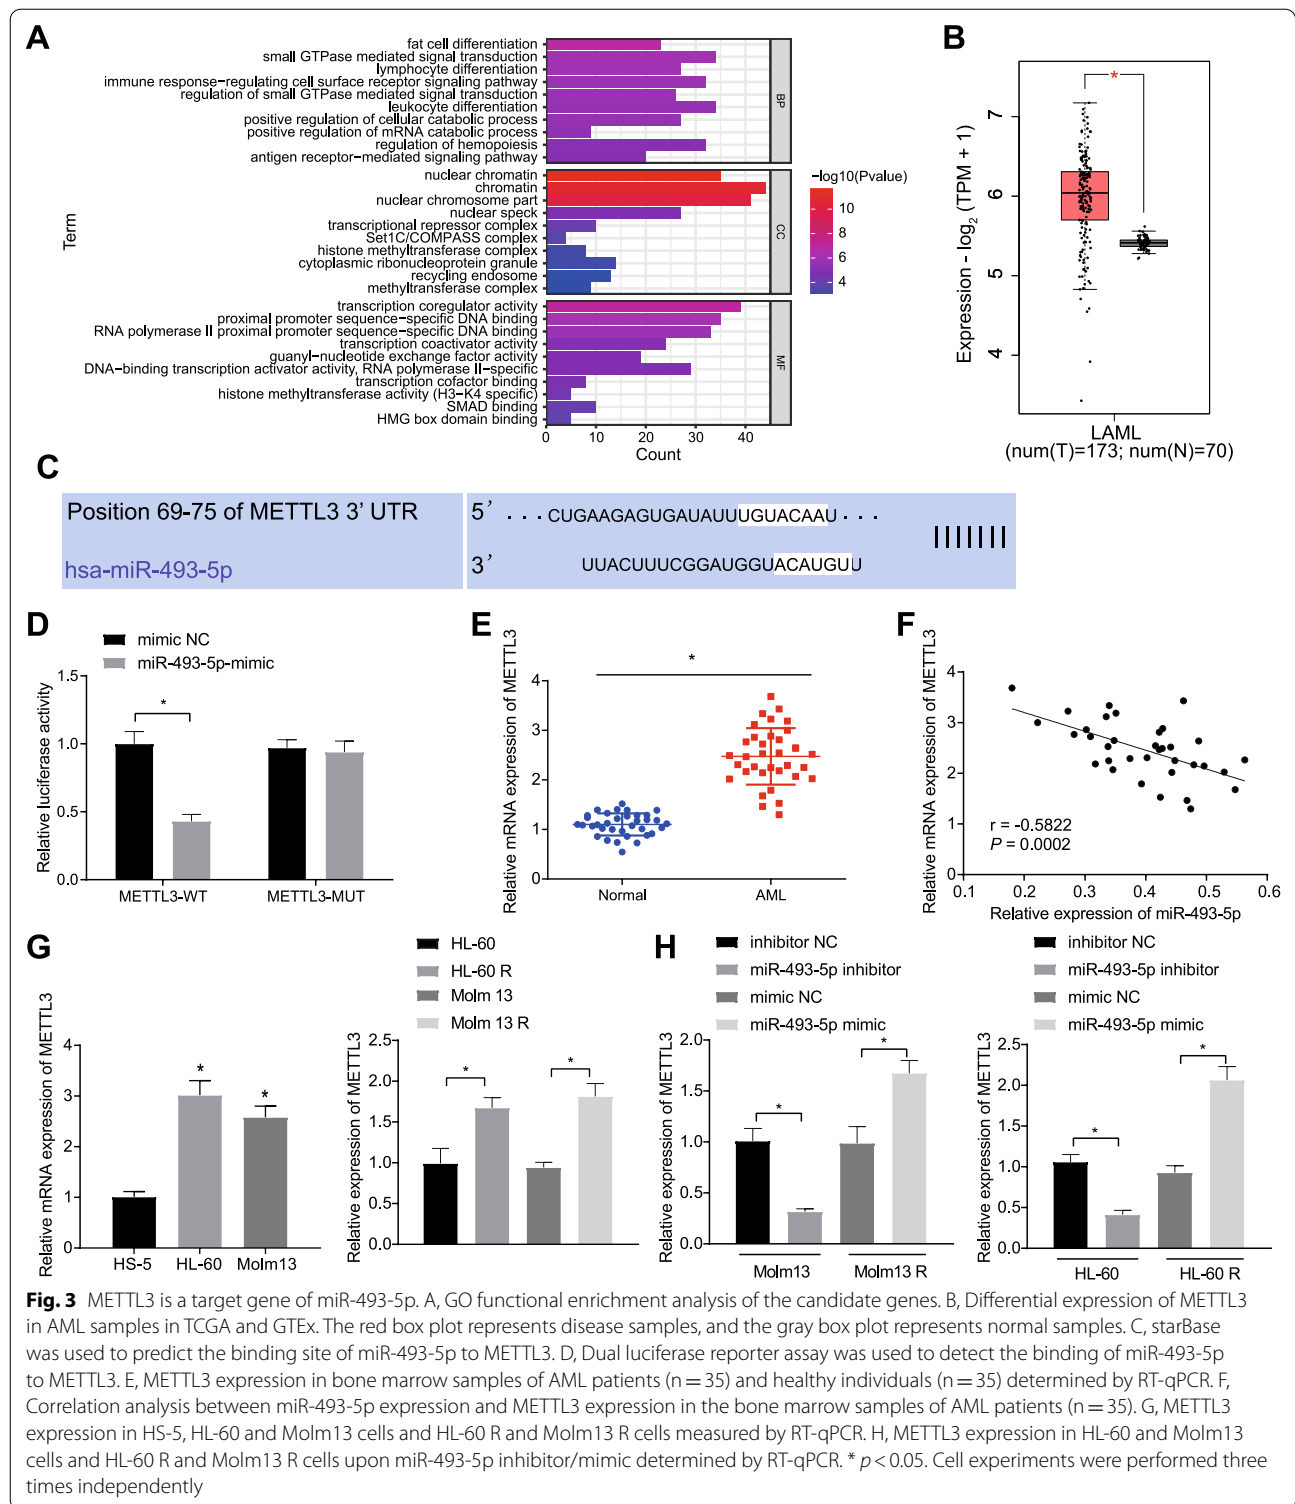 A
Term
fat cell differentiation
small GTPase mediated signal transduction
lymphocyte differentiation
immune response−regulating cell surface receptor signaling pathway
regulation of small GTPase mediated signal transduction
leukocyte differentiation
positive regulation of cellular catabolic process
positive regulation of mRNA catabolic process
regulation of hemopoiesis
antigen receptor−mediated signaling pathway
BP
nuclear chromatin
chromatin
nuclear chromosome part
nuclear speck
transcriptional repressor complex
Set1C/COMPASS complex
histone methyltransferase complex
cytoplasmic ribonucleoprotein granule
recycling endosome
methyltransferase complex
CC
transcription coregulator activity
proximal promoter sequence−specific DNA binding
RNA polymerase II proximal promoter sequence−specific DNA binding
transcription coactivator activity
guanyl−nucleotide exchange factor activity
DNA−binding transcription activator activity, RNA polymerase II−specific
transcription cofactor binding
histone methyltransferase activity (H3−K4 specific)
SMAD binding
HMG box domain binding
MF
0 10 20 30 40
Count
−log10(Pvalue)
10
8
6
4
B
Expression - log2 (TPM + 1)
7
6
5
4
*
LAML
(num(T)=173; num(N)=70)
C
Position 69-75 of METTL3 3' UTR
5' . . . CUGAAGAGUGAUAUUUGUACAAU . . .
hsa-miR-493-5p
3' UUACUUUCGGAUGGUACAUGUU
D
mimic NC
miR-493-5p-mimic
Relative luciferase activity
1.5
1.0
0.5
0.0
*
METTL3-WT METTL3-MUT
E
Relative mRNA expression of METTL3
4
3
2
1
0
*
Normal AML
F
Relative mRNA expression of METTL3
4
3
2
1
0
r = -0.5822
P = 0.0002
0.1 0.2 0.3 0.4 0.5 0.6
Relative expression of miR-493-5p
G
Relative mRNA expression of METTL3
4
3
2
1
0
* *
HS-5 HL-60 Molm13
HL-60
HL-60 R
Molm 13
Molm 13 R
Relative expression of METTL3
2.5
2.0
1.5
1.0
0.5
0.0
* *
H
inhibitor NC
miR-493-5p inhibitor
mimic NC
miR-493-5p mimic
Relative expression of METTL3
2.0
1.5
1.0
0.5
0.0
* *
Molm13 Molm13 R
inhibitor NC
miR-493-5p inhibitor
mimic NC
miR-493-5p mimic
Relative expression of METTL3
2.5
2.0
1.5
1.0
0.5
0.0
* *
HL-60 HL-60 R
Fig. 3 METTL3 is a target gene of miR-493-5p. A, GO functional enrichment analysis of the candidate genes. B, Differential expression of METTL3
in AML samples in TCGA and GTEx. The red box plot represents disease samples, and the gray box plot represents normal samples. C, starBase
was used to predict the binding site of miR-493-5p to METTL3. D, Dual luciferase reporter assay was used to detect the binding of miR-493-5p
to METTL3. E, METTL3 expression in bone marrow samples of AML patients (n = 35) and healthy individuals (n = 35) determined by RT-qPCR. F,
Correlation analysis between miR-493-5p expression and METTL3 expression in the bone marrow samples of AML patients (n = 35). G, METTL3
expression in HS-5, HL-60 and Molm13 cells and HL-60 R and Molm13 R cells measured by RT-qPCR. H, METTL3 expression in HL-60 and Molm13
cells and HL-60 R and Molm13 R cells upon miR-493-5p inhibitor/mimic determined by RT-qPCR. * p < 0.05. Cell experiments were performed three
times independently